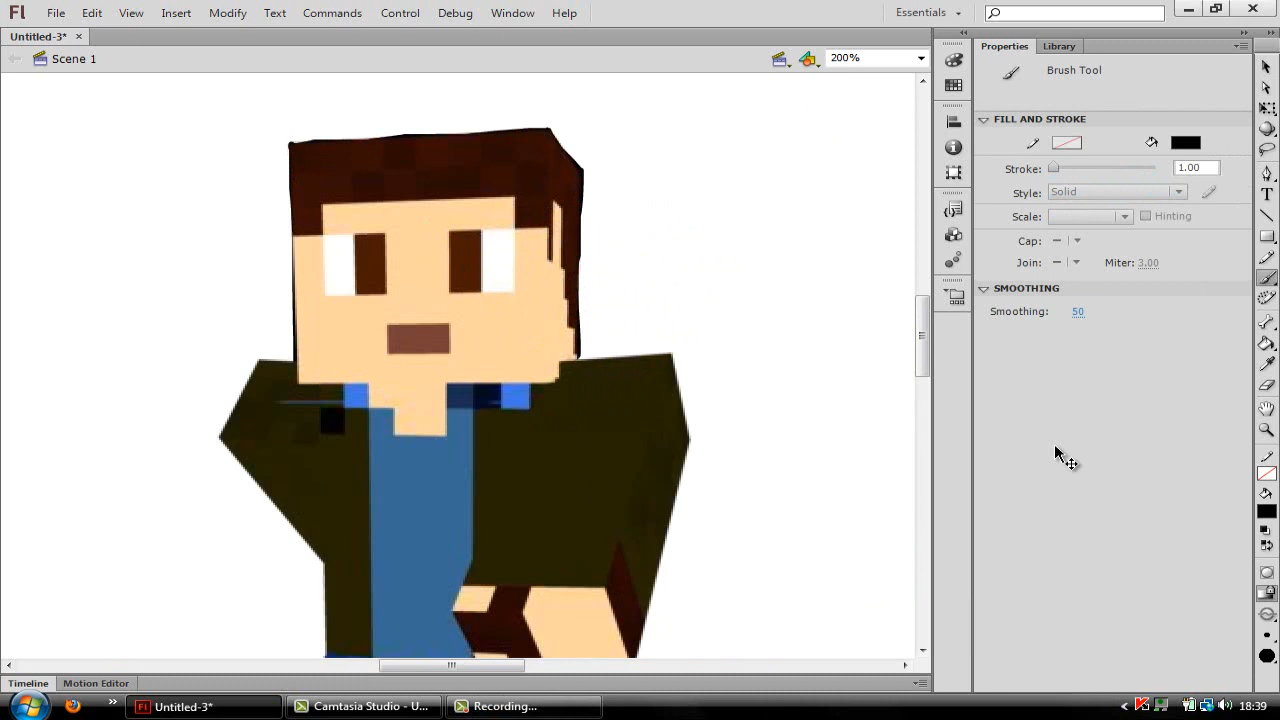 Fl File Edit View Insert Modify Text Commands Control Debug Window Help Essentials
Untitled-3* ×
Properties Library
Scene 1 200%
Brush Tool
FILL AND STROKE
Stroke: 1.00
Style: Solid
Scale: Hinting
Cap:
Join: Miter: 3.00
SMOOTHING
Smoothing: 50
Timeline Motion Editor
Untitled-3* Camtasia Studio - U... Recording... 18:39